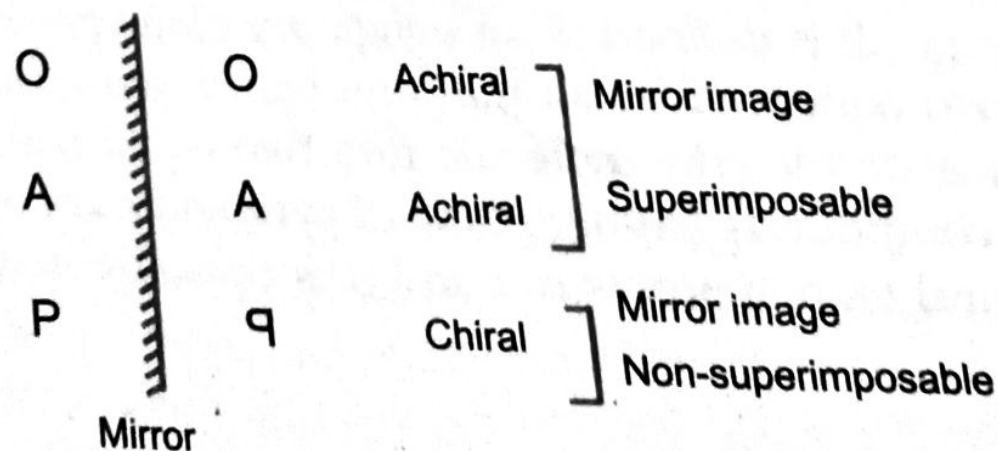 O O Achiral Mirror image
A A Achiral Superimposable
P q Chiral Mirror image
Non-superimposable
Mirror